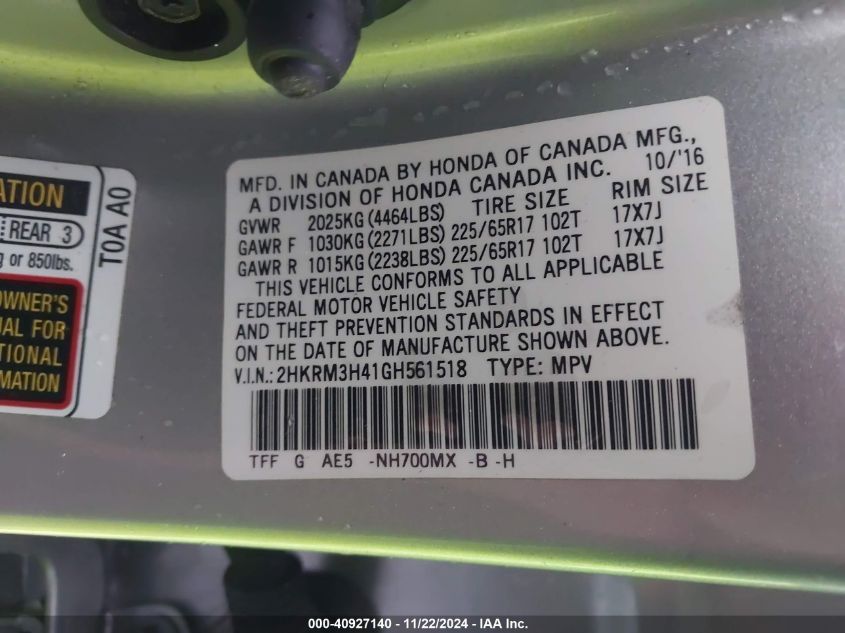 ATION
REAR 3
g or 850lbs.
OWNER'S
UAL FOR
TIONAL
RMATION
T0A A0
MFD. IN CANADA BY HONDA OF CANADA MFG.,
A DIVISION OF HONDA CANADA INC. 10/'16
GVWR 2025KG(4464LBS) TIRE SIZE RIM SIZE
GAWR F 1030KG(2271LBS) 225/65R17 102T 17X7J
GAWR R 1015KG(2238LBS) 225/65R17 102T 17X7J
THIS VEHICLE CONFORMS TO ALL APPLICABLE
FEDERAL MOTOR VEHICLE SAFETY
AND THEFT PREVENTION STANDARDS IN EFFECT
ON THE DATE OF MANUFACTURE SHOWN ABOVE.
V.I.N.: 2HKRM3H41GH561518 TYPE: MPV
TFF G AE5 -NH700MX -B -H
000-40927140 - 11/22/2024 - IAA Inc.